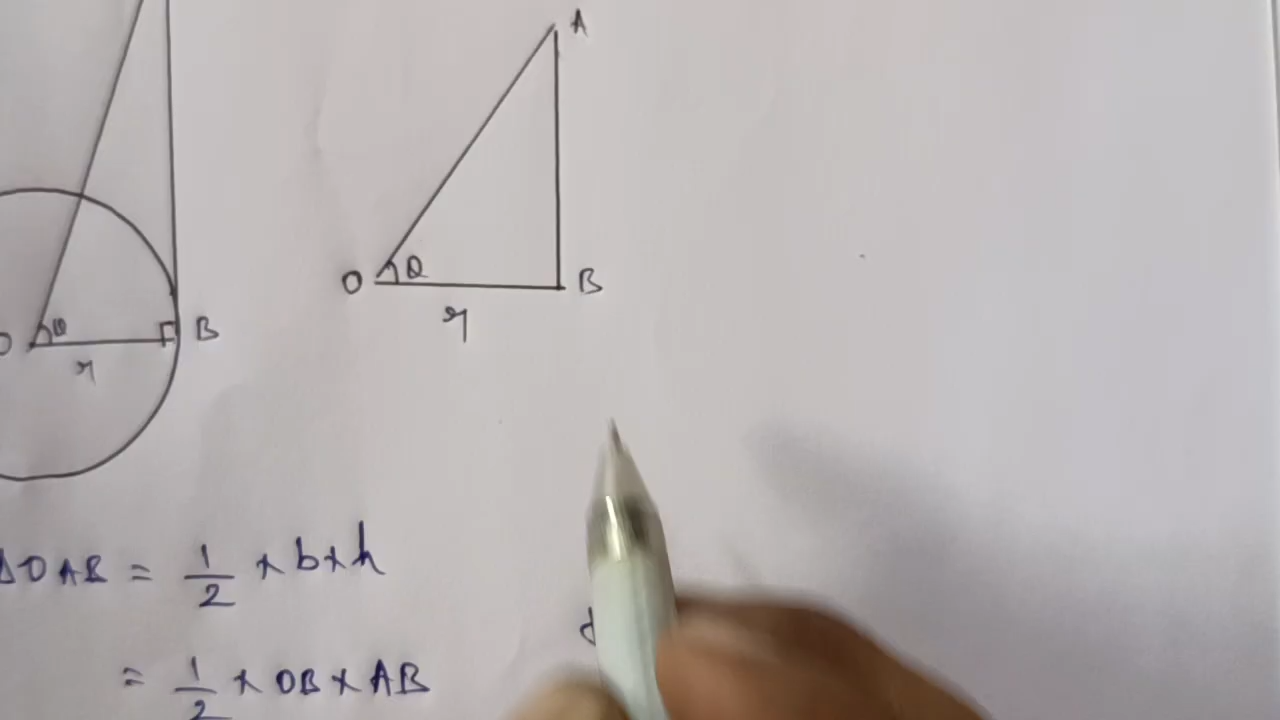 A
O θ B
r
O θ B
r
ΔOAB = 1/2 × b × h
= 1/2 × OB × AB